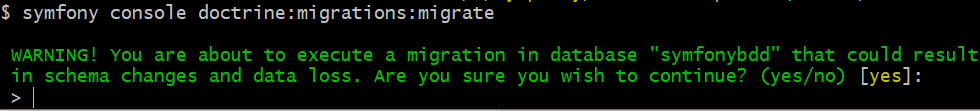 $ symfony console doctrine:migrations:migrate
WARNING! You are about to execute a migration in database "symfonybdd" that could result
in schema changes and data loss. Are you sure you wish to continue? (yes/no) [yes]:
>